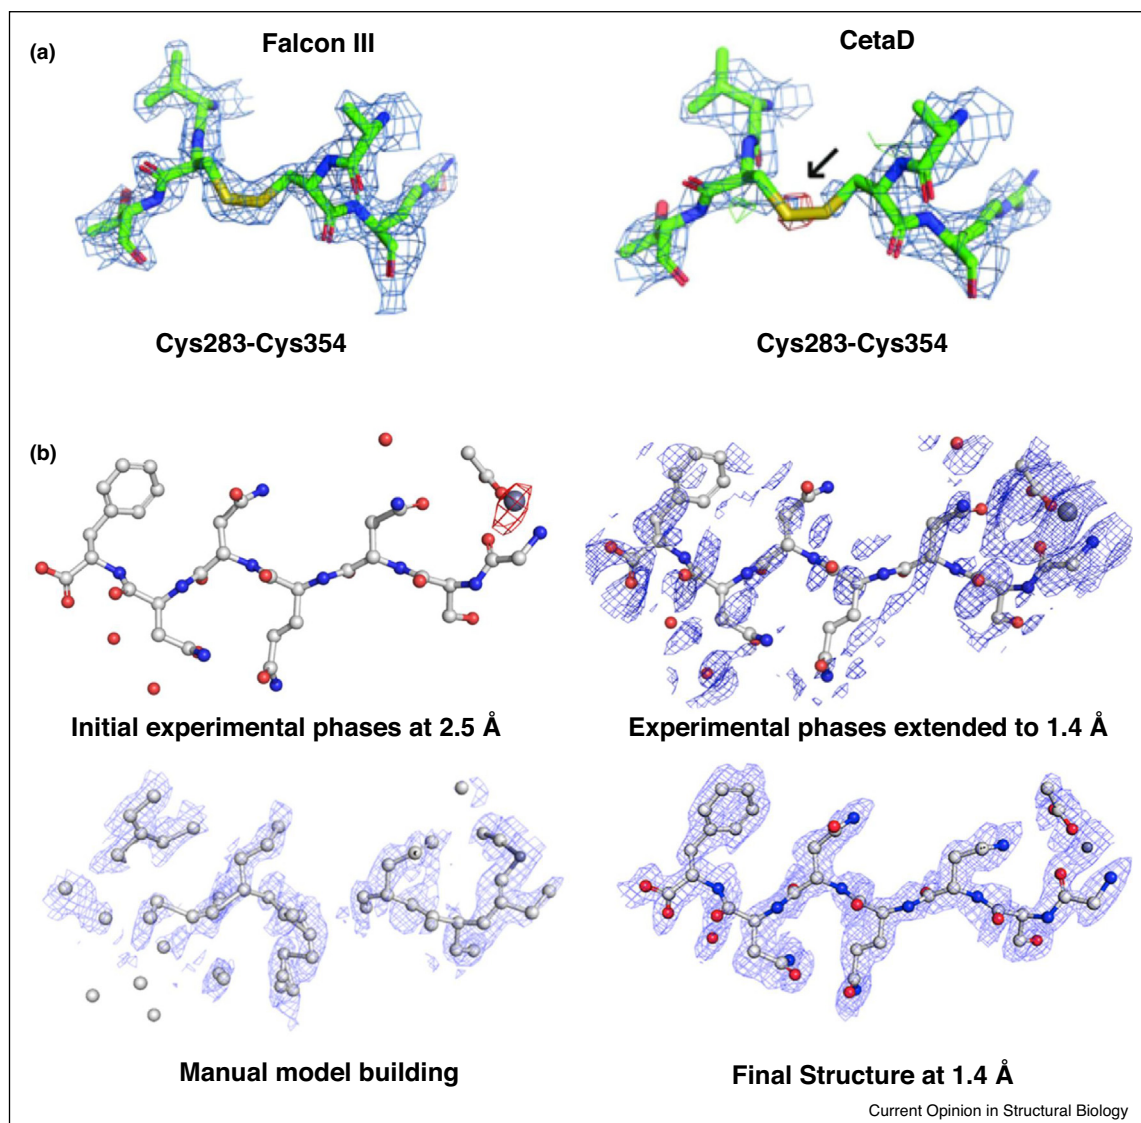 (a)
Falcon III
CetaD
Cys283-Cys354
Cys283-Cys354
(b)
Initial experimental phases at 2.5 Å
Experimental phases extended to 1.4 Å
Manual model building
Final Structure at 1.4 Å
Current Opinion in Structural Biology